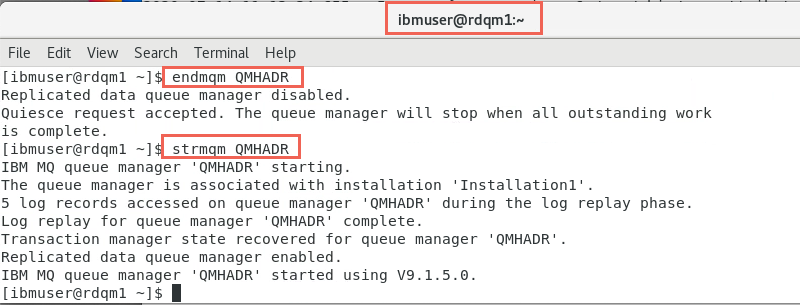 ibmuser@rdqm1:~
File Edit View Search Terminal Help
[ibmuser@rdqm1 ~]$ endmqm QMHADR
Replicated data queue manager disabled.
Quiesce request accepted. The queue manager will stop when all outstanding work
is complete.
[ibmuser@rdqm1 ~]$ strmqm QMHADR
IBM MQ queue manager 'QMHADR' starting.
The queue manager is associated with installation 'Installation1'.
5 log records accessed on queue manager 'QMHADR' during the log replay phase.
Log replay for queue manager 'QMHADR' complete.
Transaction manager state recovered for queue manager 'QMHADR'.
Replicated data queue manager enabled.
IBM MQ queue manager 'QMHADR' started using V9.1.5.0.
[ibmuser@rdqm1 ~]$